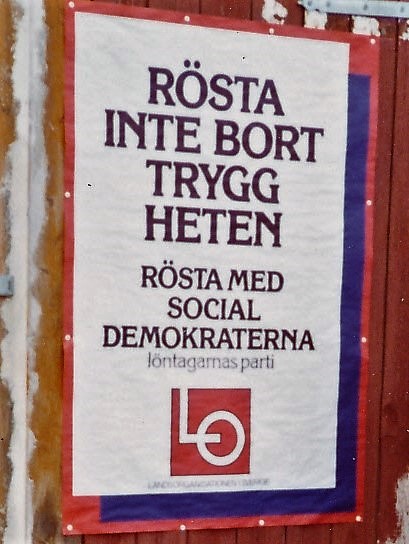 RÖSTA
INTE BORT
TRYGG
HETEN
RÖSTA MED
SOCIAL
DEMOKRATERNA
löntagarnas parti
LO
LANDSORGANISATIONEN I SVERIGE